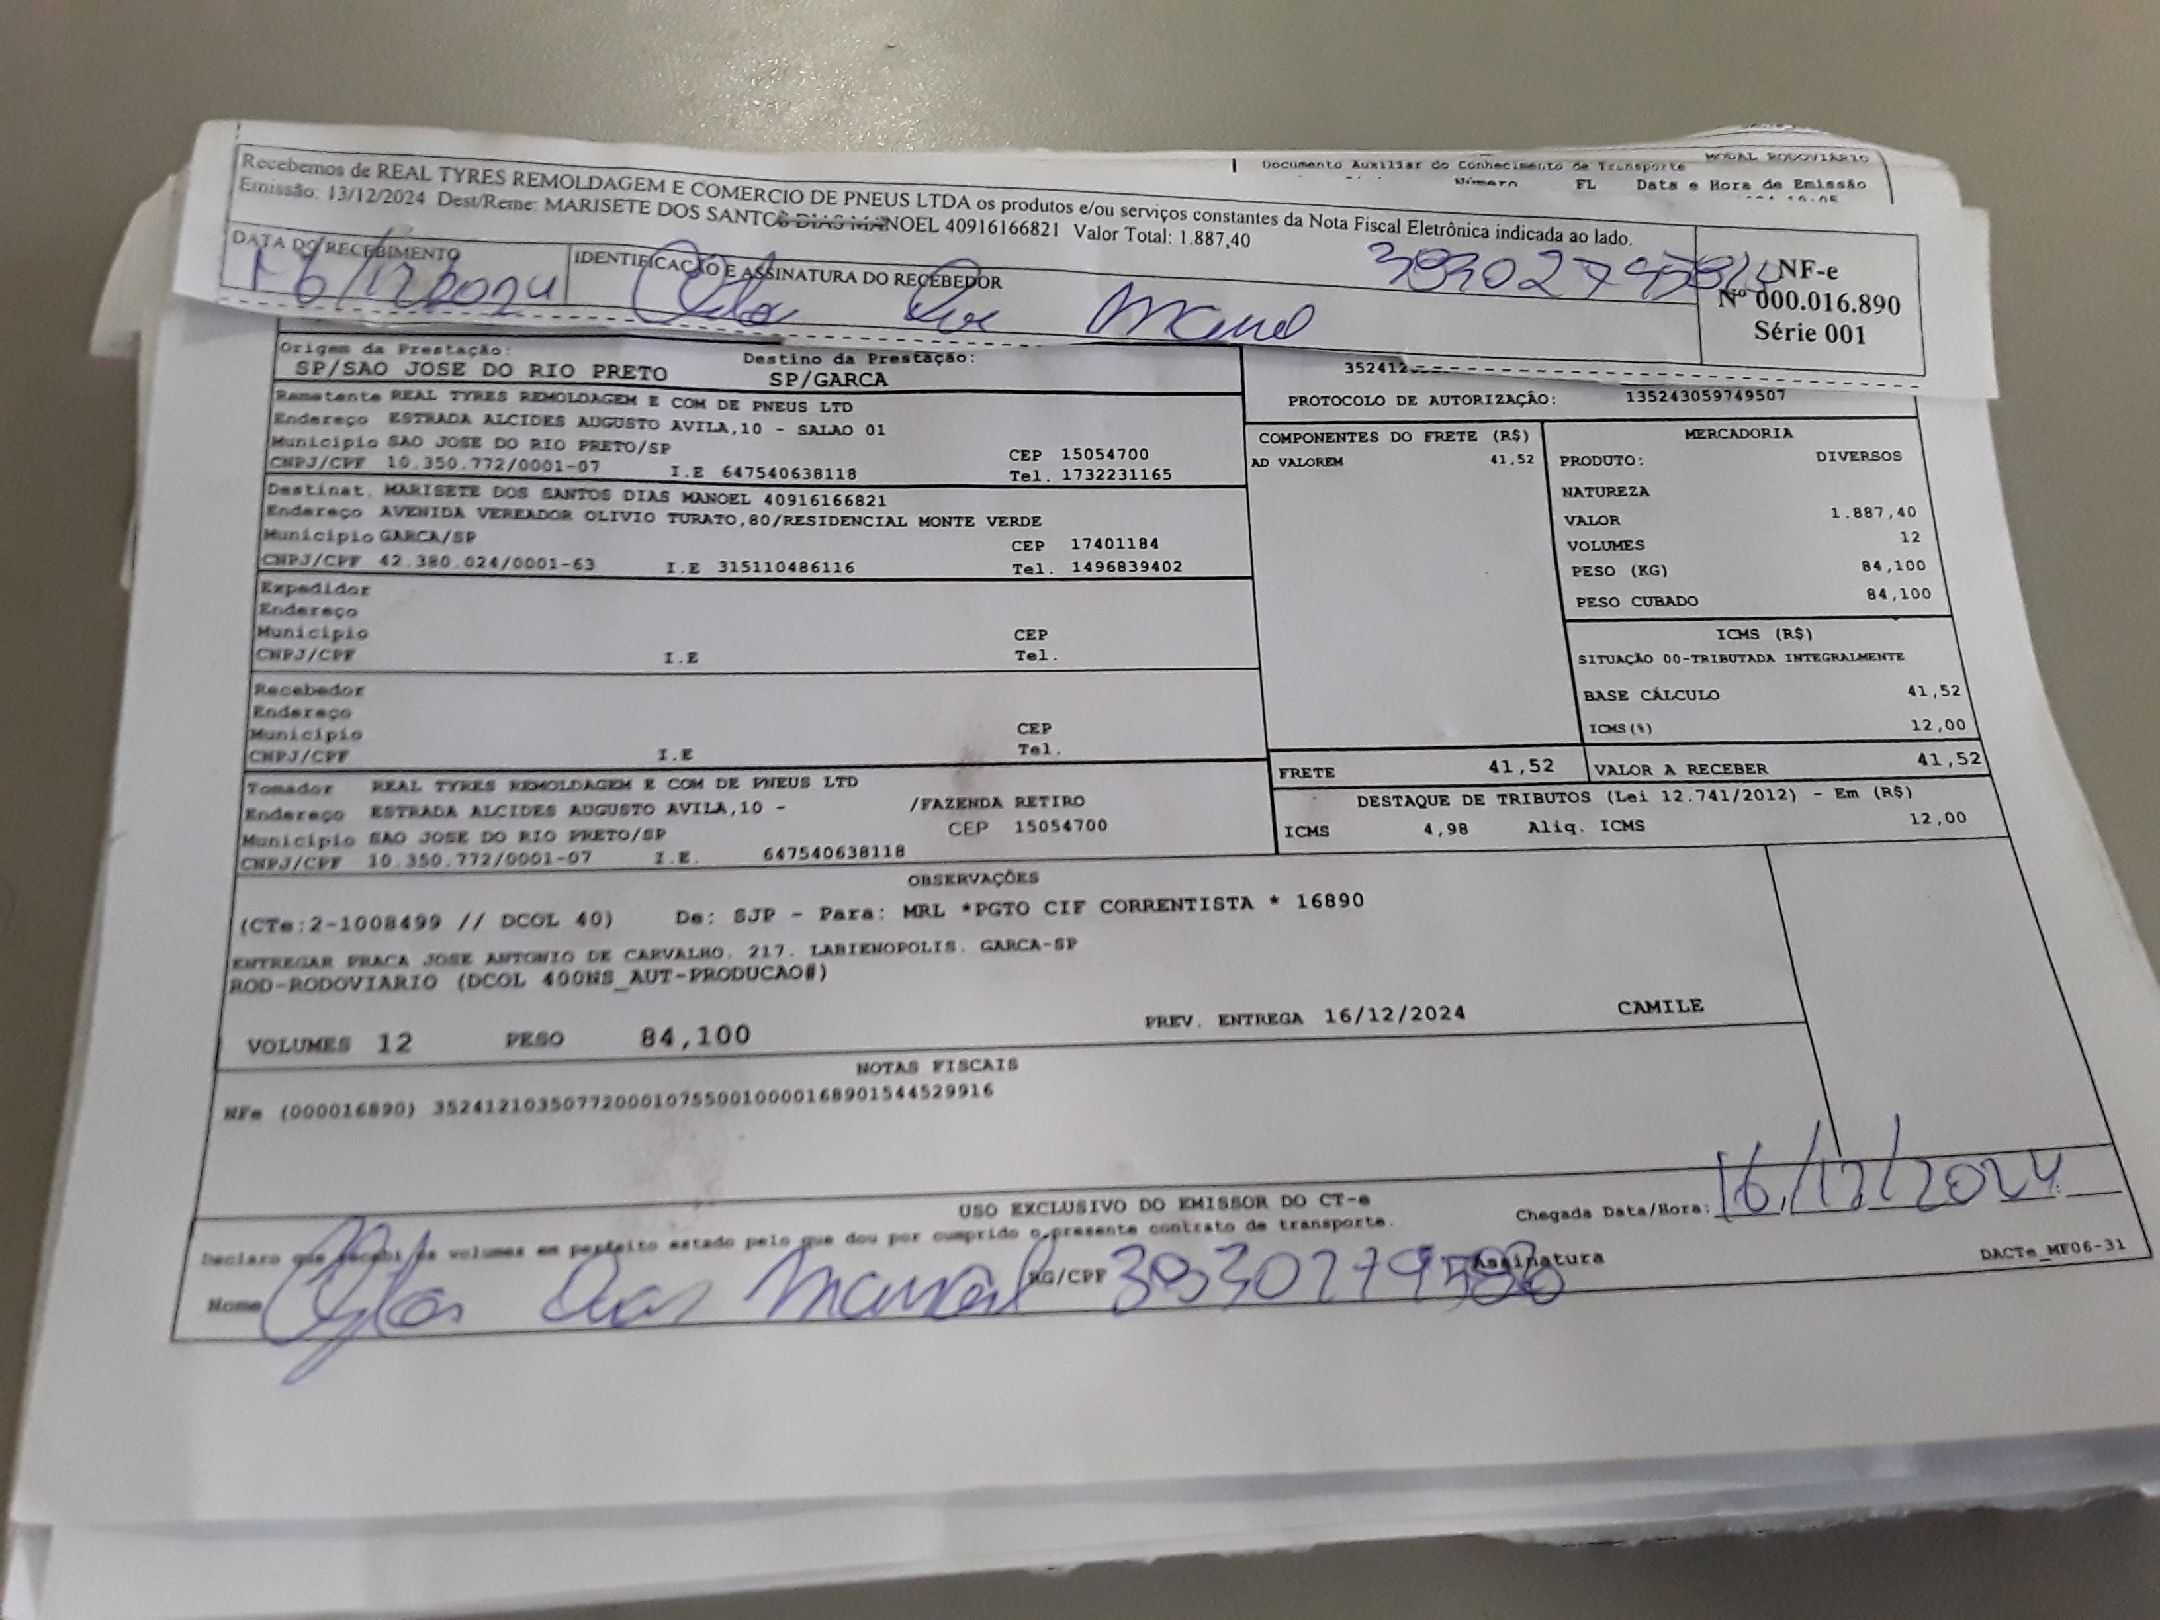 Documento Auxiliar do Conhecimento de Transporte MODAL RODOVIÁRIO
Número FL Data e Hora de Emissão
Recebemos de REAL TYRES REMOLDAGEM E COMERCIO DE PNEUS LTDA os produtos e/ou serviços constantes da Nota Fiscal Eletrônica indicada ao lado.
Emissão: 13/12/2024 Dest/Reme: MARISETE DOS SANTOS DIAS MANOEL 40916166821 Valor Total: 1.887,40
DATA DO RECEBIMENTO IDENTIFICAÇÃO E ASSINATURA DO RECEBEDOR
16/12/2024
NF-e
Nº 000.016.890
Série 001
Origem da Prestação: Destino da Prestação:
SP/SAO JOSE DO RIO PRETO SP/GARCA
352412
PROTOCOLO DE AUTORIZAÇÃO: 135243059749507
Remetente REAL TYRES REMOLDAGEM E COM DE PNEUS LTD
Endereço ESTRADA ALCIDES AUGUSTO AVILA,10 - SALAO 01
Município SAO JOSE DO RIO PRETO/SP CEP 15054700
CNPJ/CPF 10.350.772/0001-07 I.E 647540638118 Tel. 1732231165
Destinat. MARISETE DOS SANTOS DIAS MANOEL 40916166821
Endereço AVENIDA VEREADOR OLIVIO TURATO,80/RESIDENCIAL MONTE VERDE
Município GARCA/SP CEP 17401184
CNPJ/CPF 42.380.024/0001-63 I.E 315110486116 Tel. 1496839402
Expedidor
Endereço
Município CEP
CNPJ/CPF I.E Tel.
Recebedor
Endereço
Município CEP
CNPJ/CPF I.E Tel.
Tomador REAL TYRES REMOLDAGEM E COM DE PNEUS LTD
Endereço ESTRADA ALCIDES AUGUSTO AVILA,10 - /FAZENDA RETIRO
Município SAO JOSE DO RIO PRETO/SP CEP 15054700
CNPJ/CPF 10.350.772/0001-07 I.E. 647540638118
COMPONENTES DO FRETE (R$)
AD VALOREM 41,52
MERCADORIA
PRODUTO: DIVERSOS
NATUREZA
VALOR 1.887,40
VOLUMES 12
PESO (KG) 84,100
PESO CUBADO 84,100
ICMS (R$)
SITUAÇÃO 00-TRIBUTADA INTEGRALMENTE
BASE CÁLCULO 41,52
ICMS(%) 12,00
FRETE 41,52 VALOR A RECEBER 41,52
DESTAQUE DE TRIBUTOS (Lei 12.741/2012) - Em (R$)
ICMS 4,98 Aliq. ICMS 12,00
OBSERVAÇÕES
(CTe:2-1008499 // DCOL 40) De: SJP - Para: MRL *PGTO CIF CORRENTISTA * 16890
ENTREGAR PRACA JOSE ANTONIO DE CARVALHO, 217. LABIENOPOLIS. GARCA-SP
ROD-RODOVIARIO (DCOL 400NS_AUT-PRODUCAO#)
VOLUMES 12 PESO 84,100 PREV. ENTREGA 16/12/2024 CAMILE
NOTAS FISCAIS
NFe (000016890) 35241210350772000107550010000168901544529916
USO EXCLUSIVO DO EMISSOR DO CT-e
Declaro que recebi os volumes em perfeito estado pelo que dou por cumprido o presente contrato de transporte.
Chegada Data/Hora: 16/12/2024
Nome Dias Manoel RG/CPF Assinatura
DACTe_MF06-31